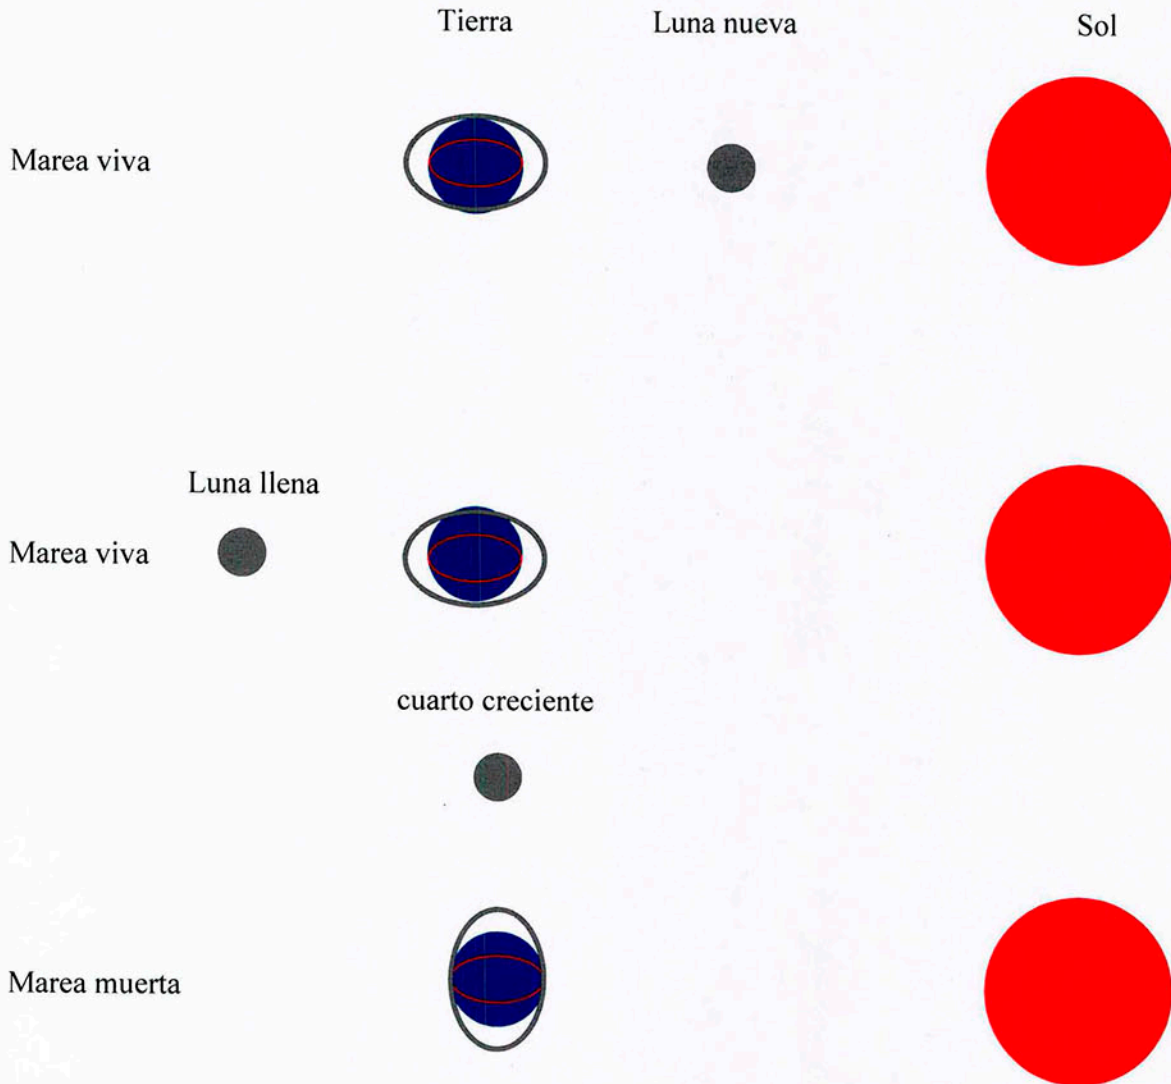 Tierra Luna nueva Sol
Marea viva
Luna llena
Marea viva
cuarto creciente
Marea muerta